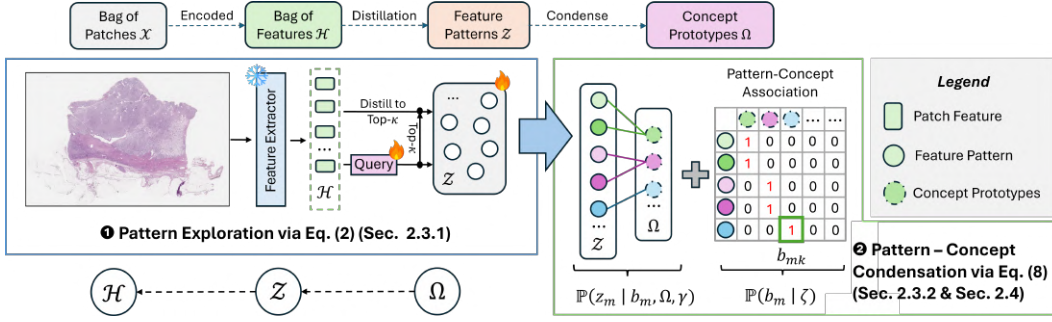 Bag of
Patches 𝒳
Encoded
Bag of
Features ℋ
Distillation
Feature
Patterns 𝒵
Condense
Concept
Prototypes Ω
Feature Extractor
...
ℋ
Distill to
Top-κ
Top-κ
Query
...
𝒵
❶ Pattern Exploration via Eq. (2) (Sec. 2.3.1)
ℋ
𝒵
Ω
...
𝒵
...
Ω
ℙ(z_m | b_m, Ω, γ)
Pattern-Concept
Association
... ...
1 0 0 0 0
1 0 0 0 0
0 1 0 0 0
0 1 0 0 0
0 0 1 0 0
b_mk
ℙ(b_m | ζ)
Legend
Patch Feature
Feature Pattern
Concept Prototypes
❷ Pattern – Concept
Condensation via Eq. (8)
(Sec. 2.3.2 & Sec. 2.4)